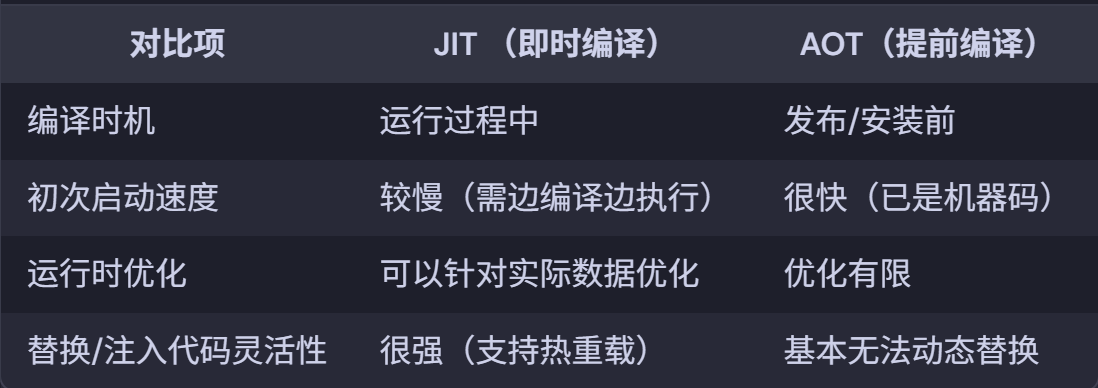 对比项 JIT （即时编译） AOT（提前编译）
编译时机 运行过程中 发布/安装前
初次启动速度 较慢（需边编译边执行） 很快（已是机器码）
运行时优化 可以针对实际数据优化 优化有限
替换/注入代码灵活性 很强（支持热重载） 基本无法动态替换